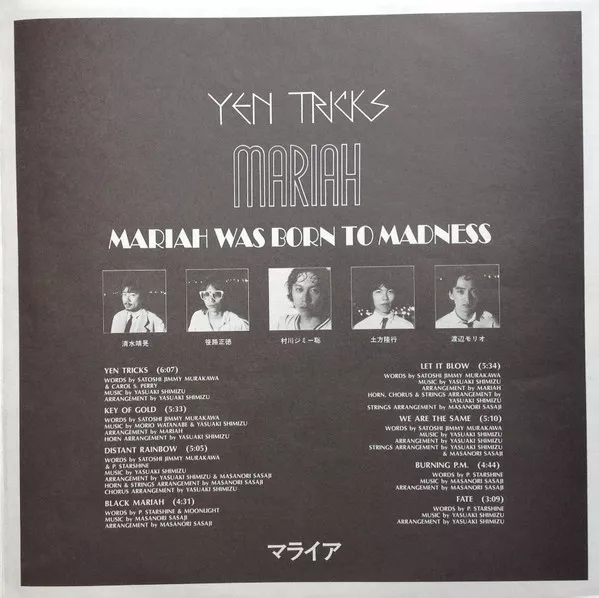 YEN TRICKS
MARIAH
MARIAH WAS BORN TO MADNESS
清水靖晃
笹路正徳
村川ジミー聡
土方隆行
渡辺モリオ
YEN TRICKS (6:07)
WORDS by SATOSHI JIMMY MURAKAWA
& CAROL S. PERRY
MUSIC by YASUAKI SHIMIZU
ARRANGEMENT by YASUAKI SHIMIZU
KEY OF GOLD (5:33)
WORDS by SATOSHI JIMMY MURAKAWA
MUSIC by MORIO WATANABE & YASUAKI SHIMIZU
ARRANGEMENT by MARIAH
HORN ARRANGEMENT by YASUAKI SHIMIZU
DISTANT RAINBOW (5:05)
WORDS by SATOSHI JIMMY MURAKAWA
& P. STARSHINE
MUSIC by YASUAKI SHIMIZU
ARRANGEMENT by YASUAKI SHIMIZU & MASANORI SASAJI
HORN & STRINGS ARRANGEMENT by MASANORI SASAJI
CHORUS ARRANGEMENT by YASUAKI SHIMIZU
BLACK MARIAH (4:31)
WORDS by P. STARSHINE & MOONLIGHT
MUSIC by MASANORI SASAJI
ARRANGEMENT by MASANORI SASAJI
LET IT BLOW (5:34)
WORDS by SATOSHI JIMMY MURAKAWA
MUSIC by YASUAKI SHIMIZU
ARRANGEMENT by MARIAH
HORN, CHORUS & STRINGS ARRANGEMENT by
YASUAKI SHIMIZU
STRINGS ARRANGEMENT by MASANORI SASAJI
WE ARE THE SAME (5:10)
WORDS by SATOSHI JIMMY MURAKAWA
MUSIC by YASUAKI SHIMIZU
ARRANGEMENT by YASUAKI SHIMIZU
STRINGS ARRANGEMENT by YASUAKI SHIMIZU
& MASANORI SASAJI
BURNING P.M. (4:44)
WORDS by P. STARSHINE
MUSIC by YASUAKI SHIMIZU
ARRANGEMENT by YASUAKI SHIMIZU
FATE (3:09)
WORDS by P. STARSHINE
MUSIC by MASANORI SASAJI
ARRANGEMENT by YASUAKI SHIMIZU
マライア